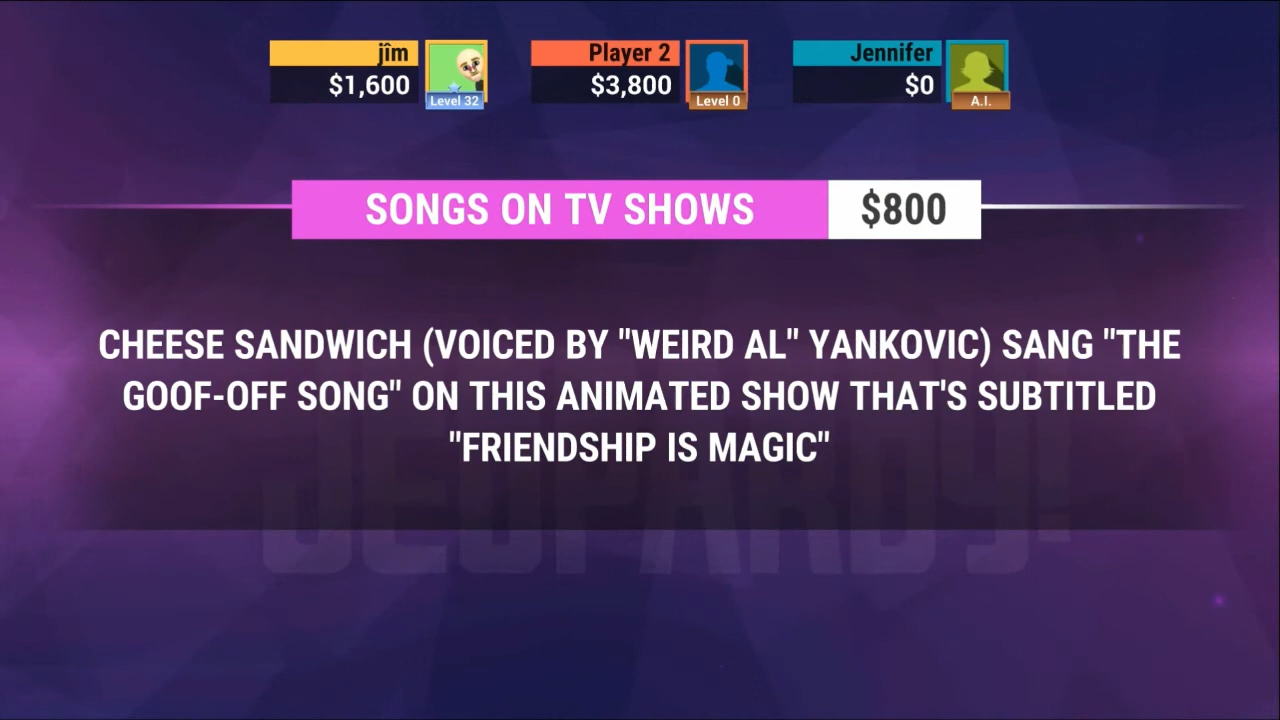 jîm
$1,600
Level 32
Player 2
$3,800
Level 0
Jennifer
$0
A.I.
SONGS ON TV SHOWS
$800
CHEESE SANDWICH (VOICED BY "WEIRD AL" YANKOVIC) SANG "THE
GOOF-OFF SONG" ON THIS ANIMATED SHOW THAT'S SUBTITLED
"FRIENDSHIP IS MAGIC"
JEOPARDY!